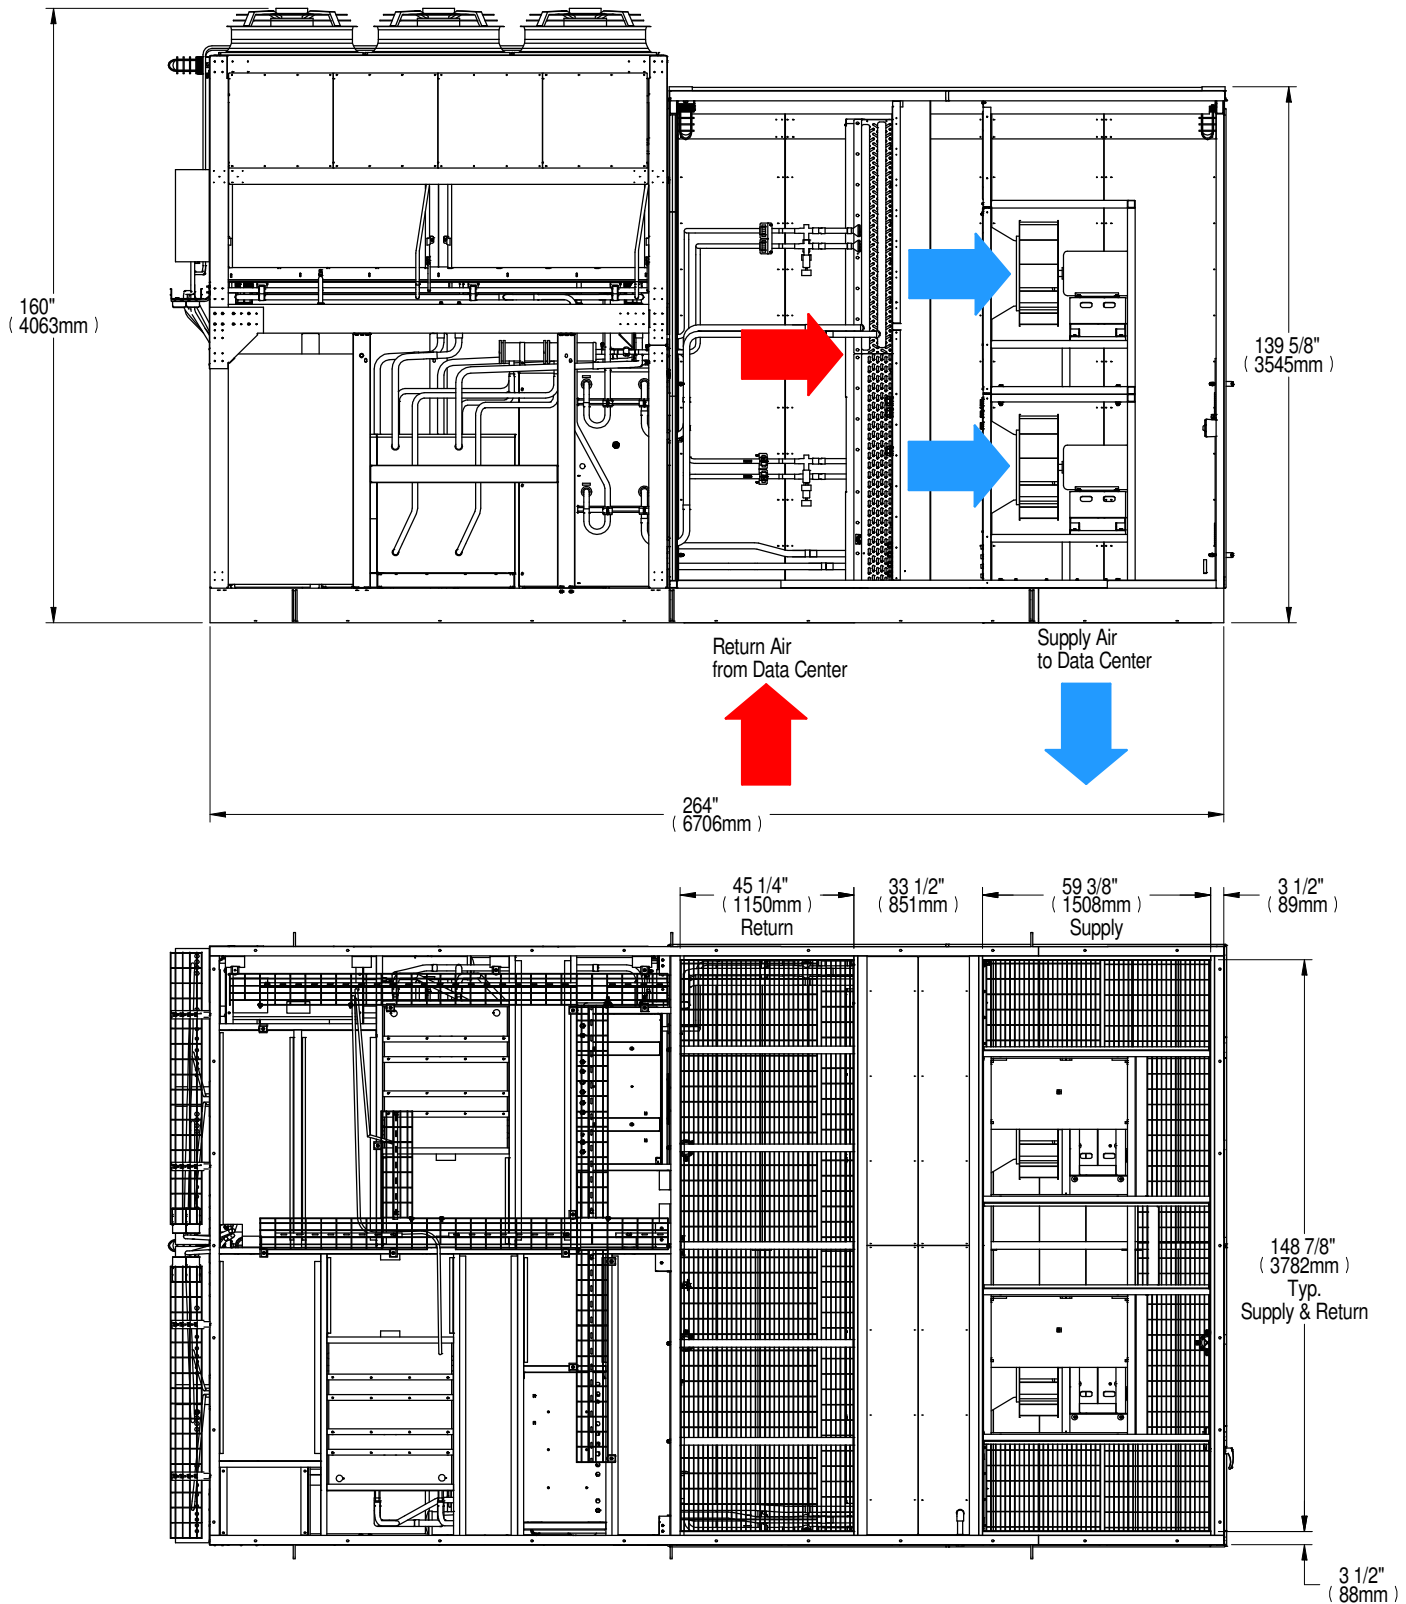 160"
( 4063mm )
139 5/8"
( 3545mm )
Return Air
from Data Center
Supply Air
to Data Center
264"
( 6706mm )
45 1/4"
( 1150mm )
Return
33 1/2"
( 851mm )
59 3/8"
( 1508mm )
Supply
3 1/2"
( 89mm )
148 7/8"
( 3782mm )
Typ.
Supply & Return
3 1/2"
( 88mm )